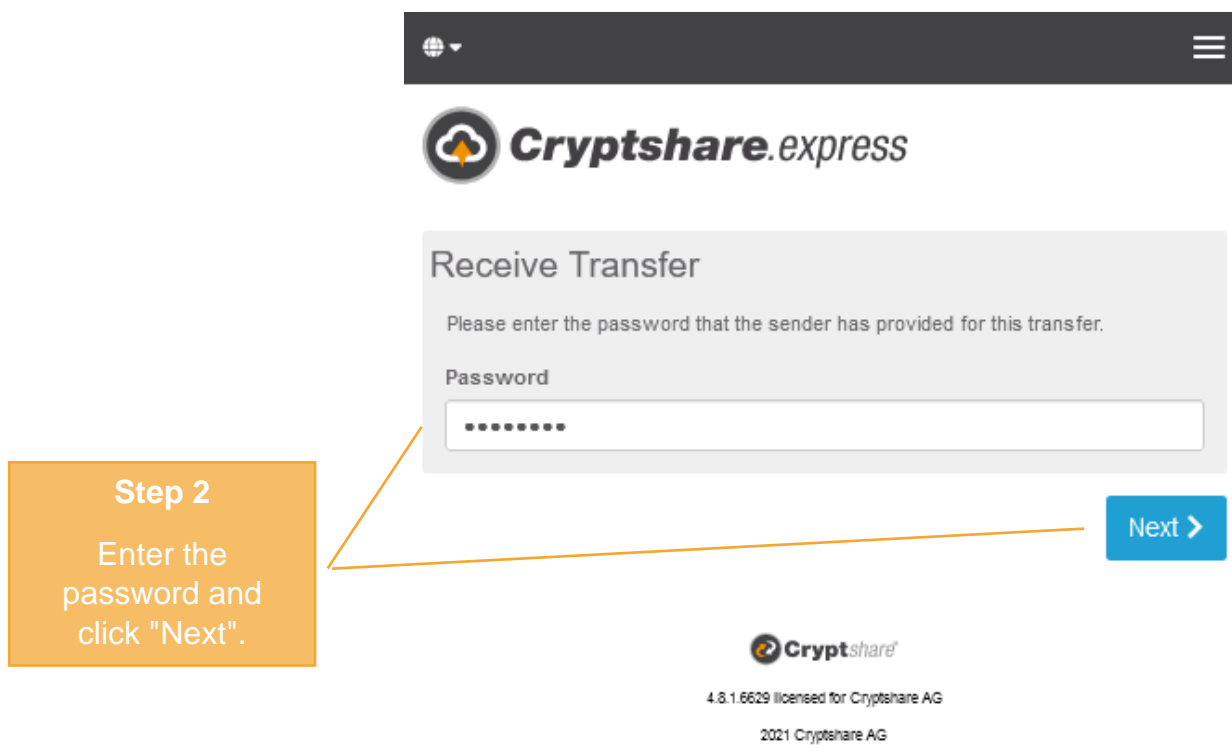 Cryptshare.express
Receive Transfer
Please enter the password that the sender has provided for this transfer.
Password
Step 2
Enter the
password and
click "Next".
Next
Cryptshare®
4.8.1.6629 licensed for Cryptshare AG
2021 Cryptshare AG